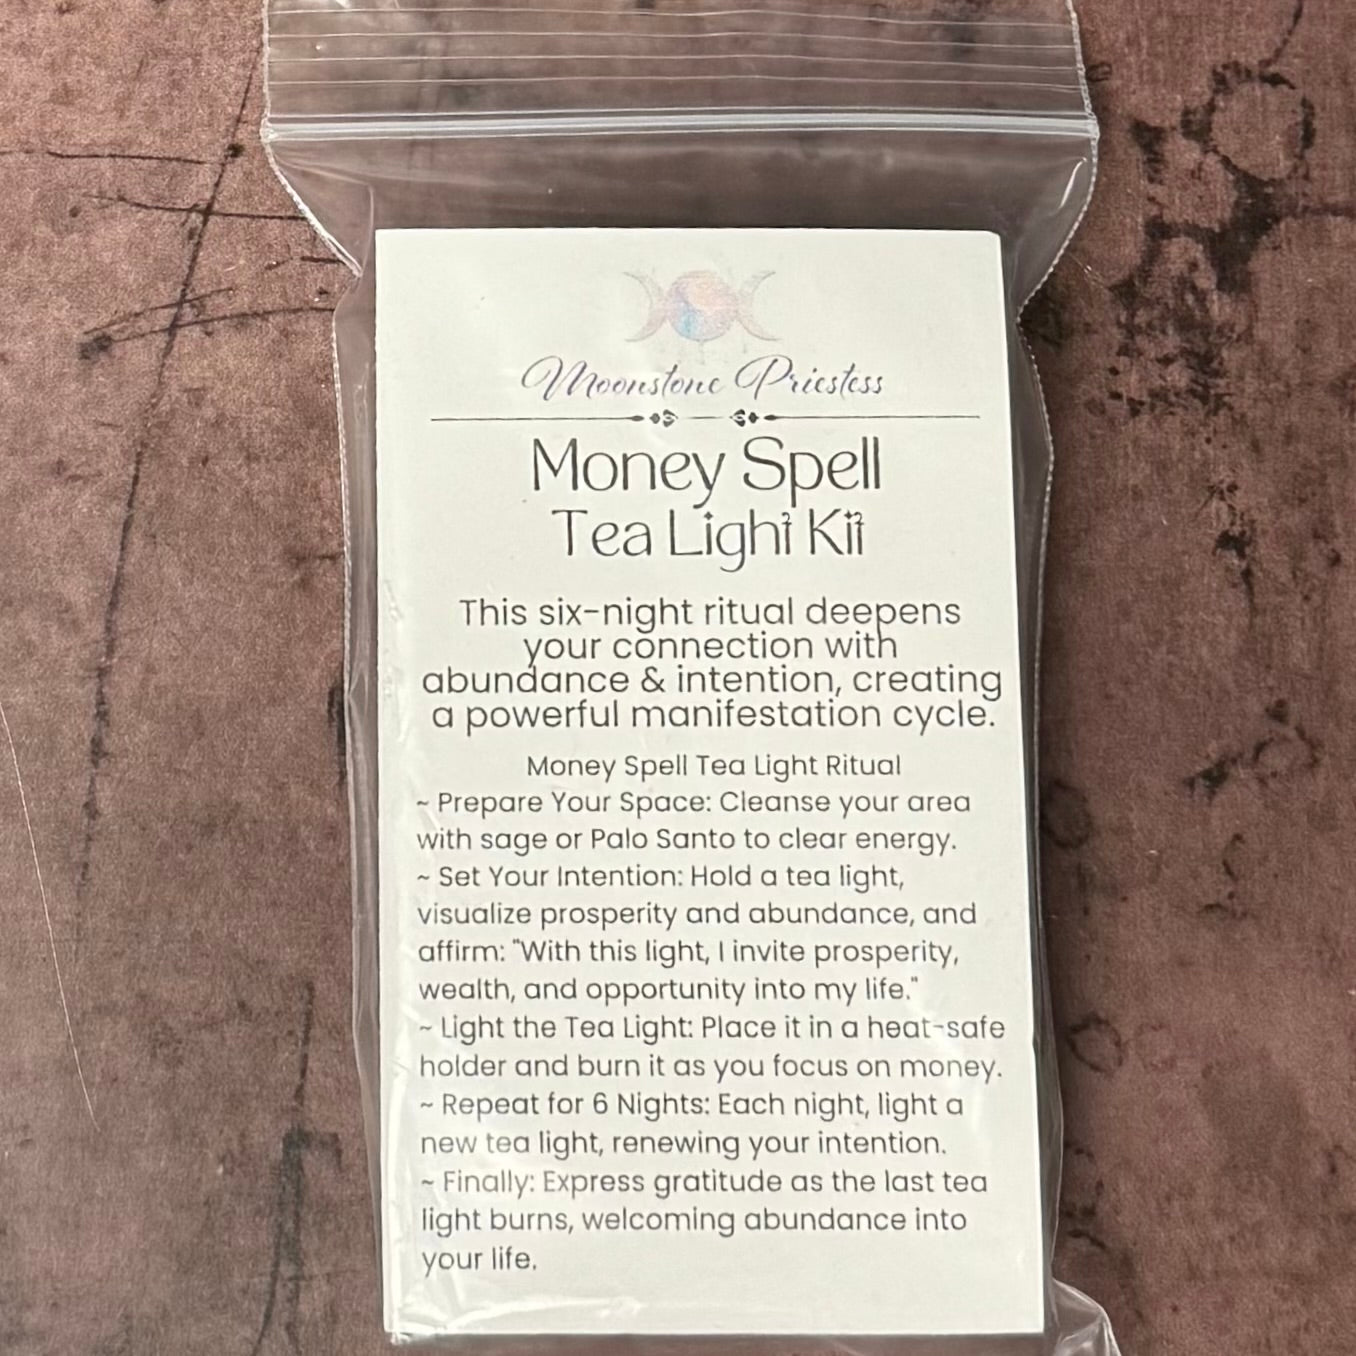 Moonstone Priestess
Money Spell
Tea Light Kit
This six-night ritual deepens
your connection with
abundance & intention, creating
a powerful manifestation cycle.
Money Spell Tea Light Ritual
~ Prepare Your Space: Cleanse your area
with sage or Palo Santo to clear energy.
~ Set Your Intention: Hold a tea light,
visualize prosperity and abundance, and
affirm: "With this light, I invite prosperity,
wealth, and opportunity into my life."
~ Light the Tea Light: Place it in a heat-safe
holder and burn it as you focus on money.
~ Repeat for 6 Nights: Each night, light a
new tea light, renewing your intention.
~ Finally: Express gratitude as the last tea
light burns, welcoming abundance into
your life.